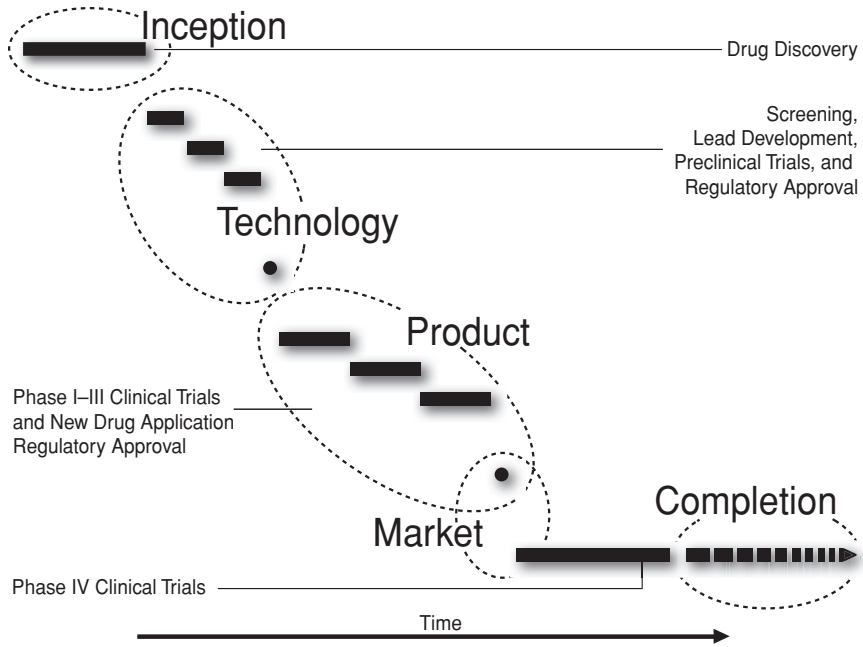 Inception
Drug Discovery
Screening,
Lead Development,
Preclinical Trials, and
Regulatory Approval
Technology
Product
Phase I–III Clinical Trials
and New Drug Application
Regulatory Approval
Market
Completion
Phase IV Clinical Trials
Time